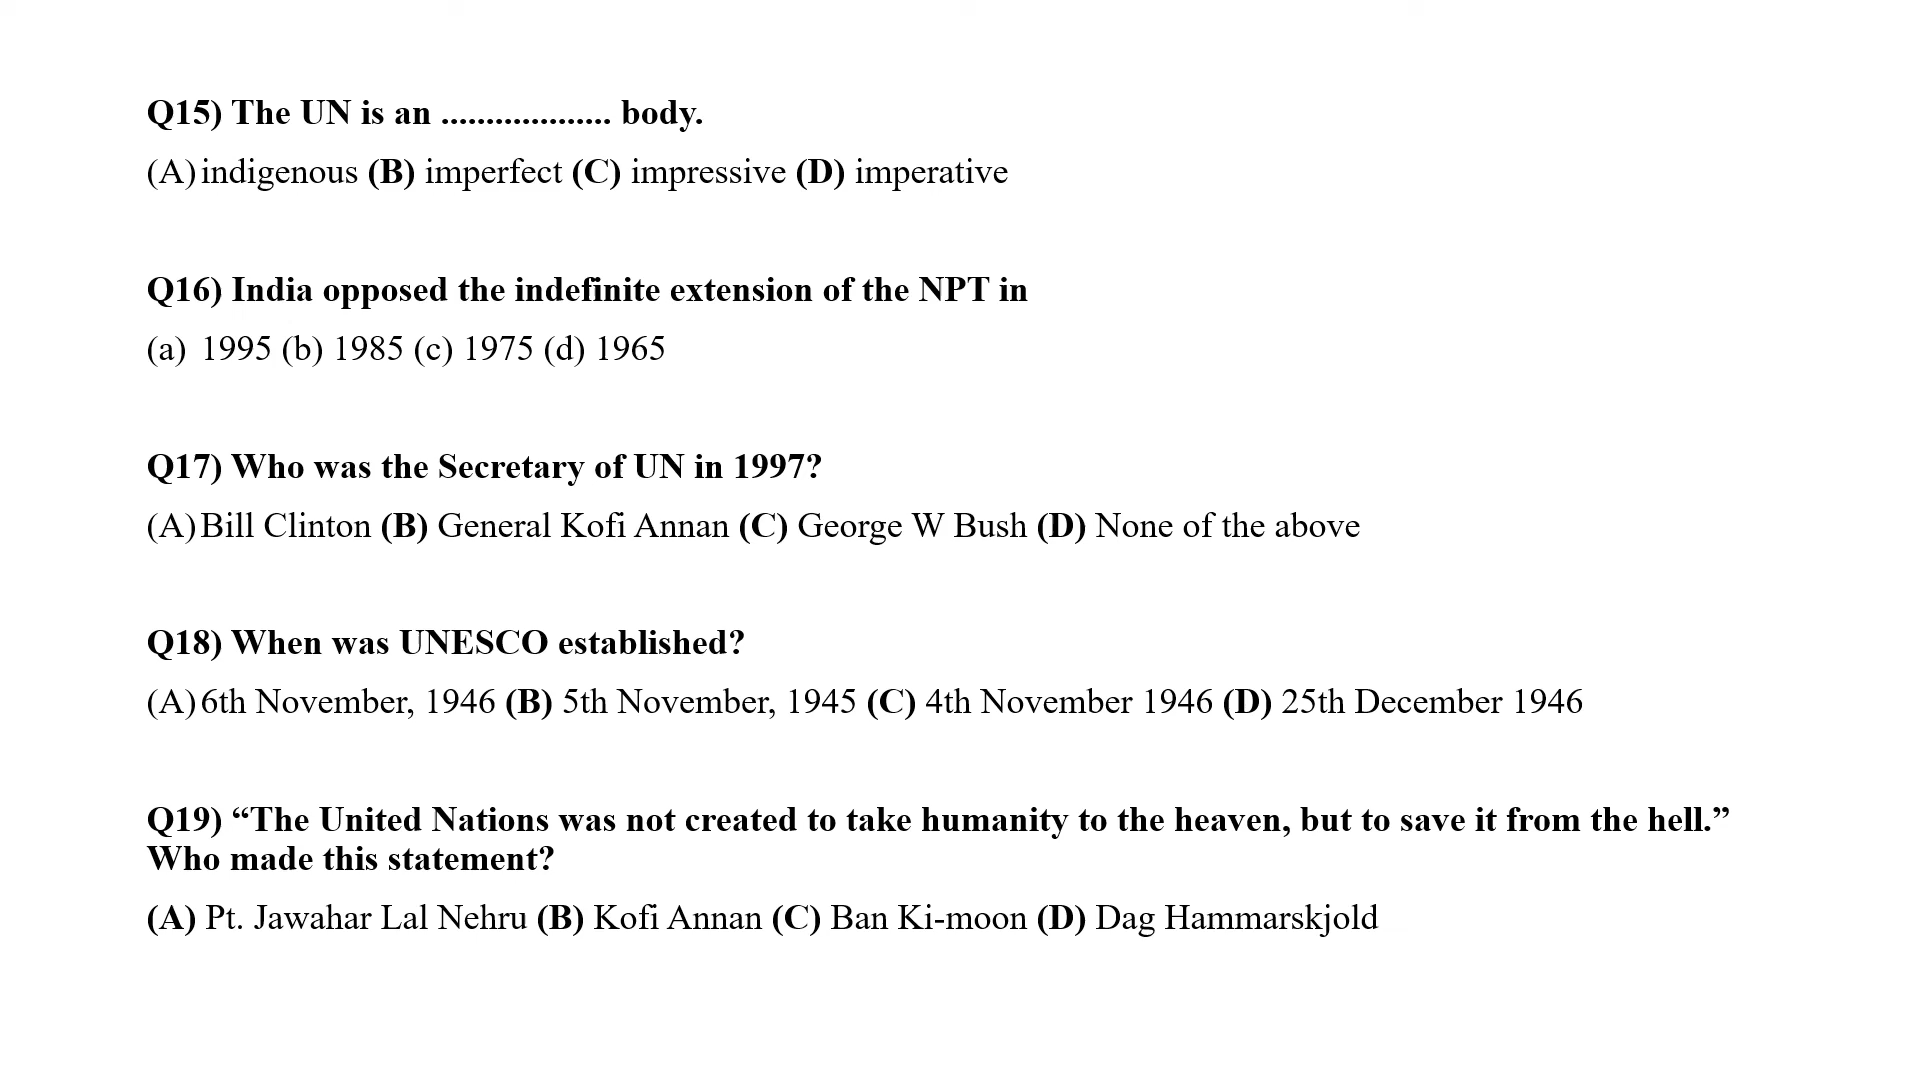 Q15) The UN is an ................... body.
(A) indigenous (B) imperfect (C) impressive (D) imperative
Q16) India opposed the indefinite extension of the NPT in
(a) 1995 (b) 1985 (c) 1975 (d) 1965
Q17) Who was the Secretary of UN in 1997?
(A) Bill Clinton (B) General Kofi Annan (C) George W Bush (D) None of the above
Q18) When was UNESCO established?
(A) 6th November, 1946 (B) 5th November, 1945 (C) 4th November 1946 (D) 25th December 1946
Q19) “The United Nations was not created to take humanity to the heaven, but to save it from the hell.”
Who made this statement?
(A) Pt. Jawahar Lal Nehru (B) Kofi Annan (C) Ban Ki-moon (D) Dag Hammarskjold